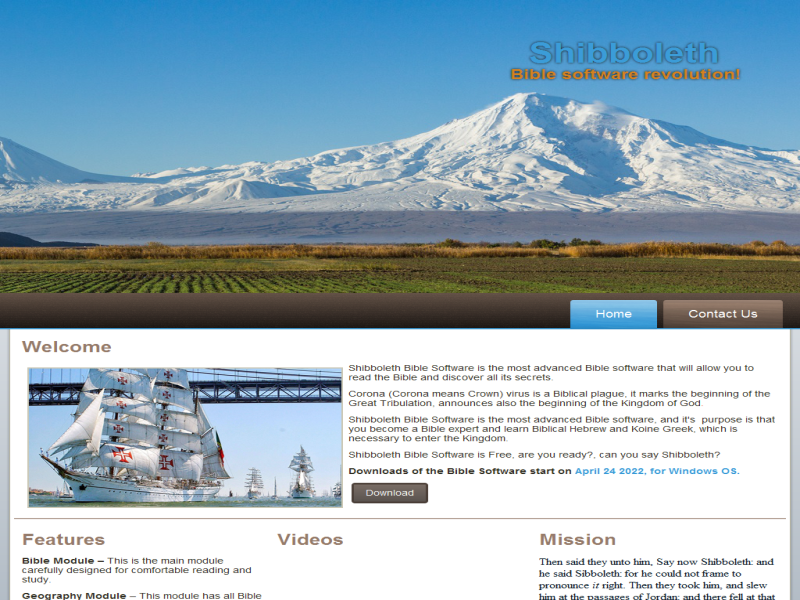 Shibboleth
Bible software revolution!
Home
Contact Us
Welcome
Shibboleth Bible Software is the most advanced Bible software that will allow you to
read the Bible and discover all its secrets.
Corona (Corona means Crown) virus is a Biblical plague, it marks the beginning of the
Great Tribulation, announces also the beginning of the Kingdom of God.
Shibboleth Bible Software is the most advanced Bible software, and it's purpose is that
you become a Bible expert and learn Biblical Hebrew and Koine Greek, which is
necessary to enter the Kingdom.
Shibboleth Bible Software is Free, are you ready?, can you say Shibboleth?
Downloads of the Bible Software start on April 24 2022, for Windows OS.
Download
Features
Bible Module – This is the main module
carefully designed for comfortable reading and
study.
Geography Module – This module has all Bible
Videos
Mission
Then said they unto him, Say now Shibboleth: and
he said Sibboleth: for he could not frame to
pronounce it right. Then they took him, and slew
him at the passages of Jordan: and there fell at that